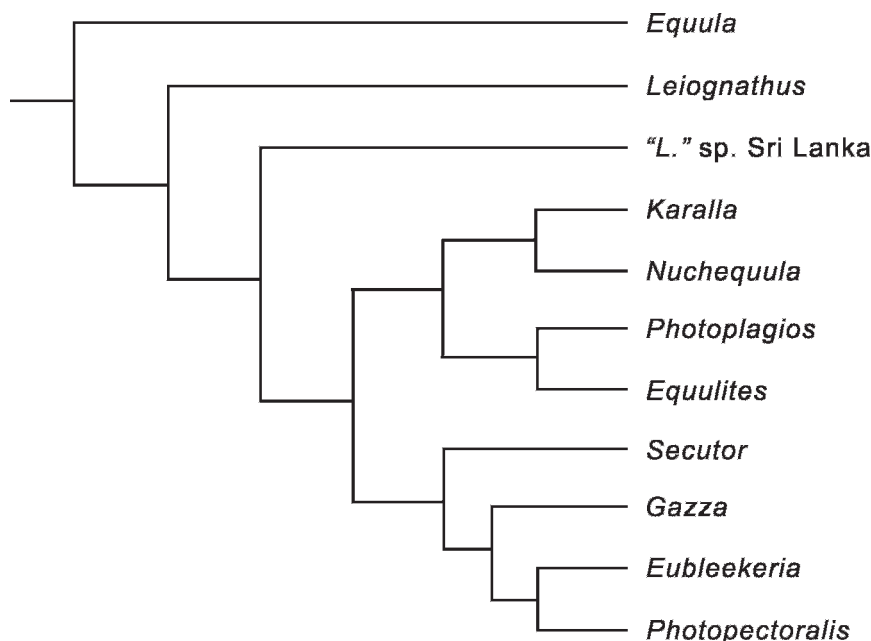 Equula
Leiognathus
“L.” sp. Sri Lanka
Karalla
Nuchequula
Photoplagios
Equulites
Secutor
Gazza
Eubleekeria
Photopectoralis